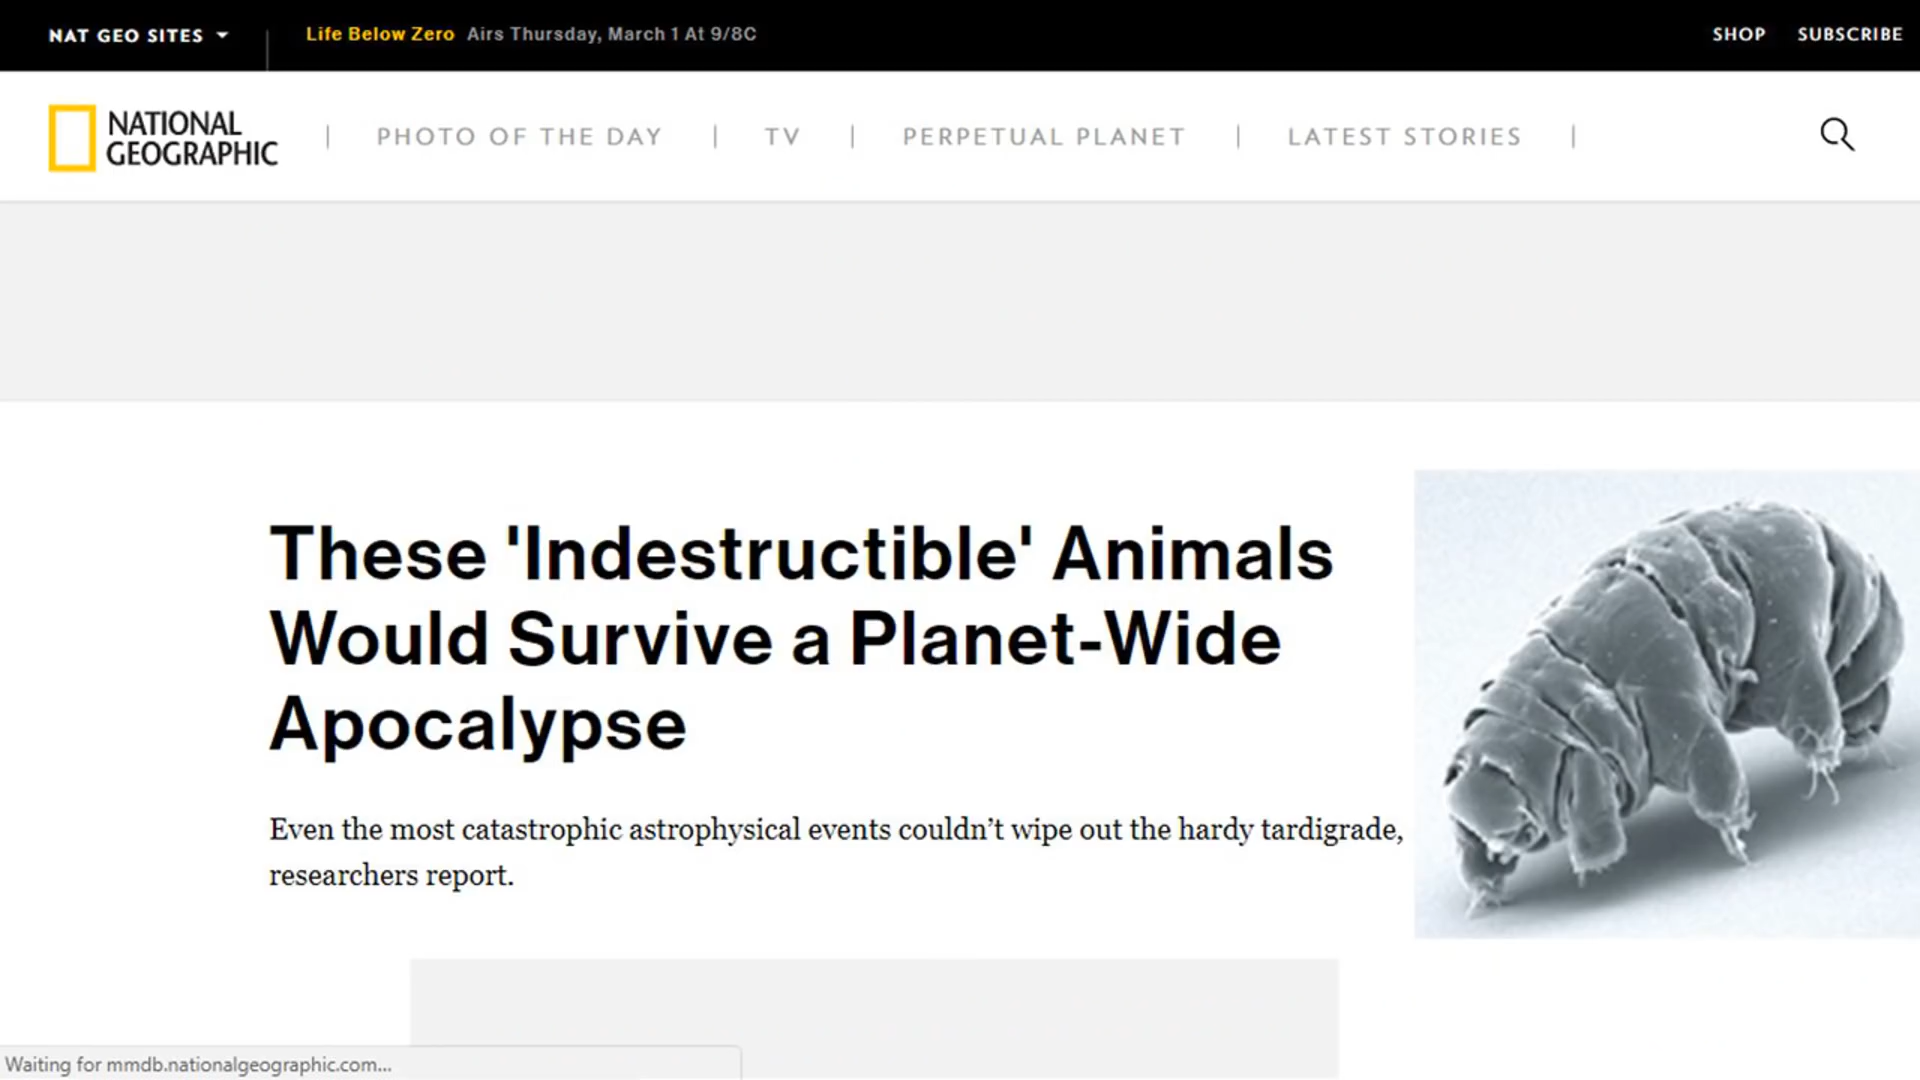 NAT GEO SITES
Life Below Zero Airs Thursday, March 1 At 9/8C
SHOP
SUBSCRIBE
NATIONAL
GEOGRAPHIC
PHOTO OF THE DAY
TV
PERPETUAL PLANET
LATEST STORIES
These 'Indestructible' Animals
Would Survive a Planet-Wide
Apocalypse
Even the most catastrophic astrophysical events couldn’t wipe out the hardy tardigrade,
researchers report.
Waiting for mmdb.nationalgeographic.com...